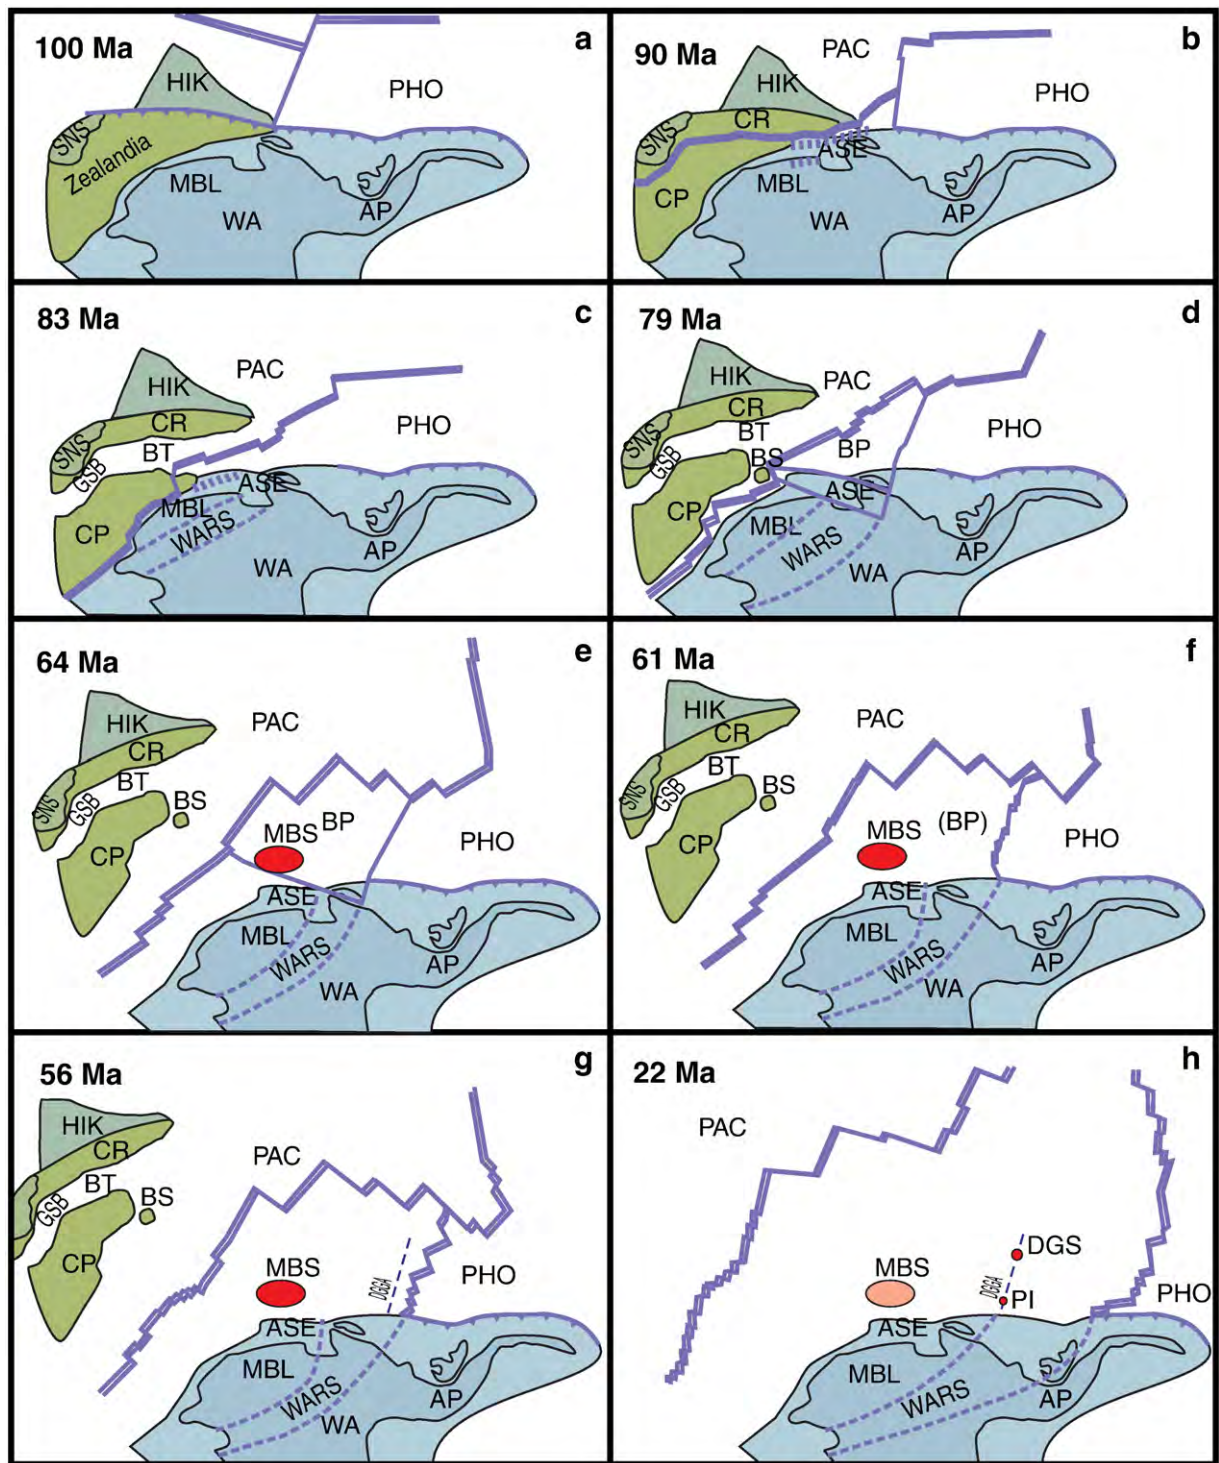 100 Ma
a
HIK
PHO
SNS
Zealandia
MBL
WA
AP
90 Ma
b
PAC
HIK
PHO
CR
SNS
ASE
MBL
CP
WA
AP
83 Ma
c
PAC
HIK
CR
PHO
SNS
BT
GSB
ASE
MBL
CP
WARS
AP
WA
79 Ma
d
HIK
PAC
CR
PHO
BT
SNS
BP
GSB
BS
ASE
CP
MBL
WARS
AP
WA
64 Ma
e
HIK
PAC
CR
BT
SNS
GSB
BS
BP
MBS
PHO
CP
ASE
MBL
WARS
AP
WA
61 Ma
f
HIK
PAC
CR
BT
SNS
GSB
BS
MBS
(BP)
PHO
CP
ASE
MBL
WARS
AP
WA
56 Ma
g
HIK
CR
PAC
BT
BS
GSB
CP
MBS
DGGA
PHO
ASE
MBL
WARS
AP
WA
22 Ma
h
PAC
DGS
MBS
DGGA
PI
PHO
ASE
MBL
WARS
AP